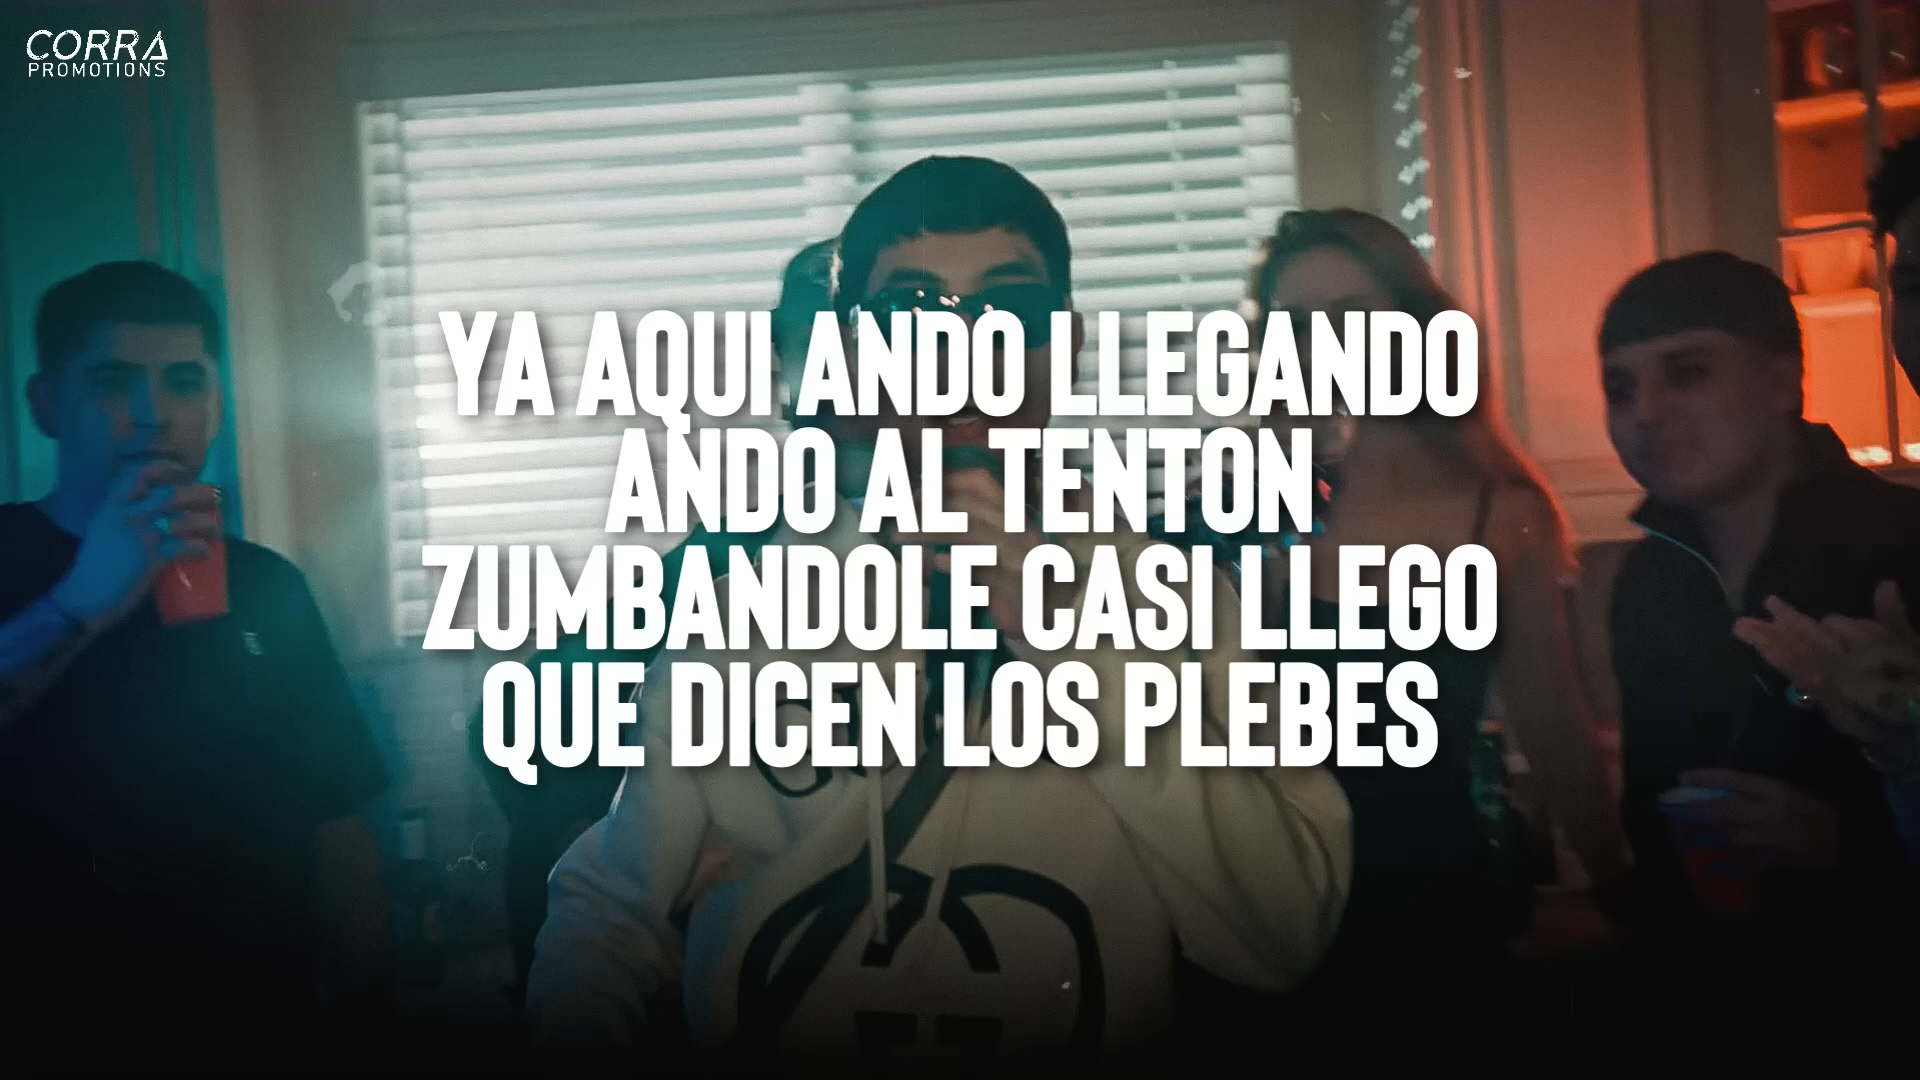 CORRA
PROMOTIONS
YA AQUI ANDO LLEGANDO
ANDO AL TENTON
ZUMBANDOLE CASI LLEGO
QUE DICEN LOS PLEBES